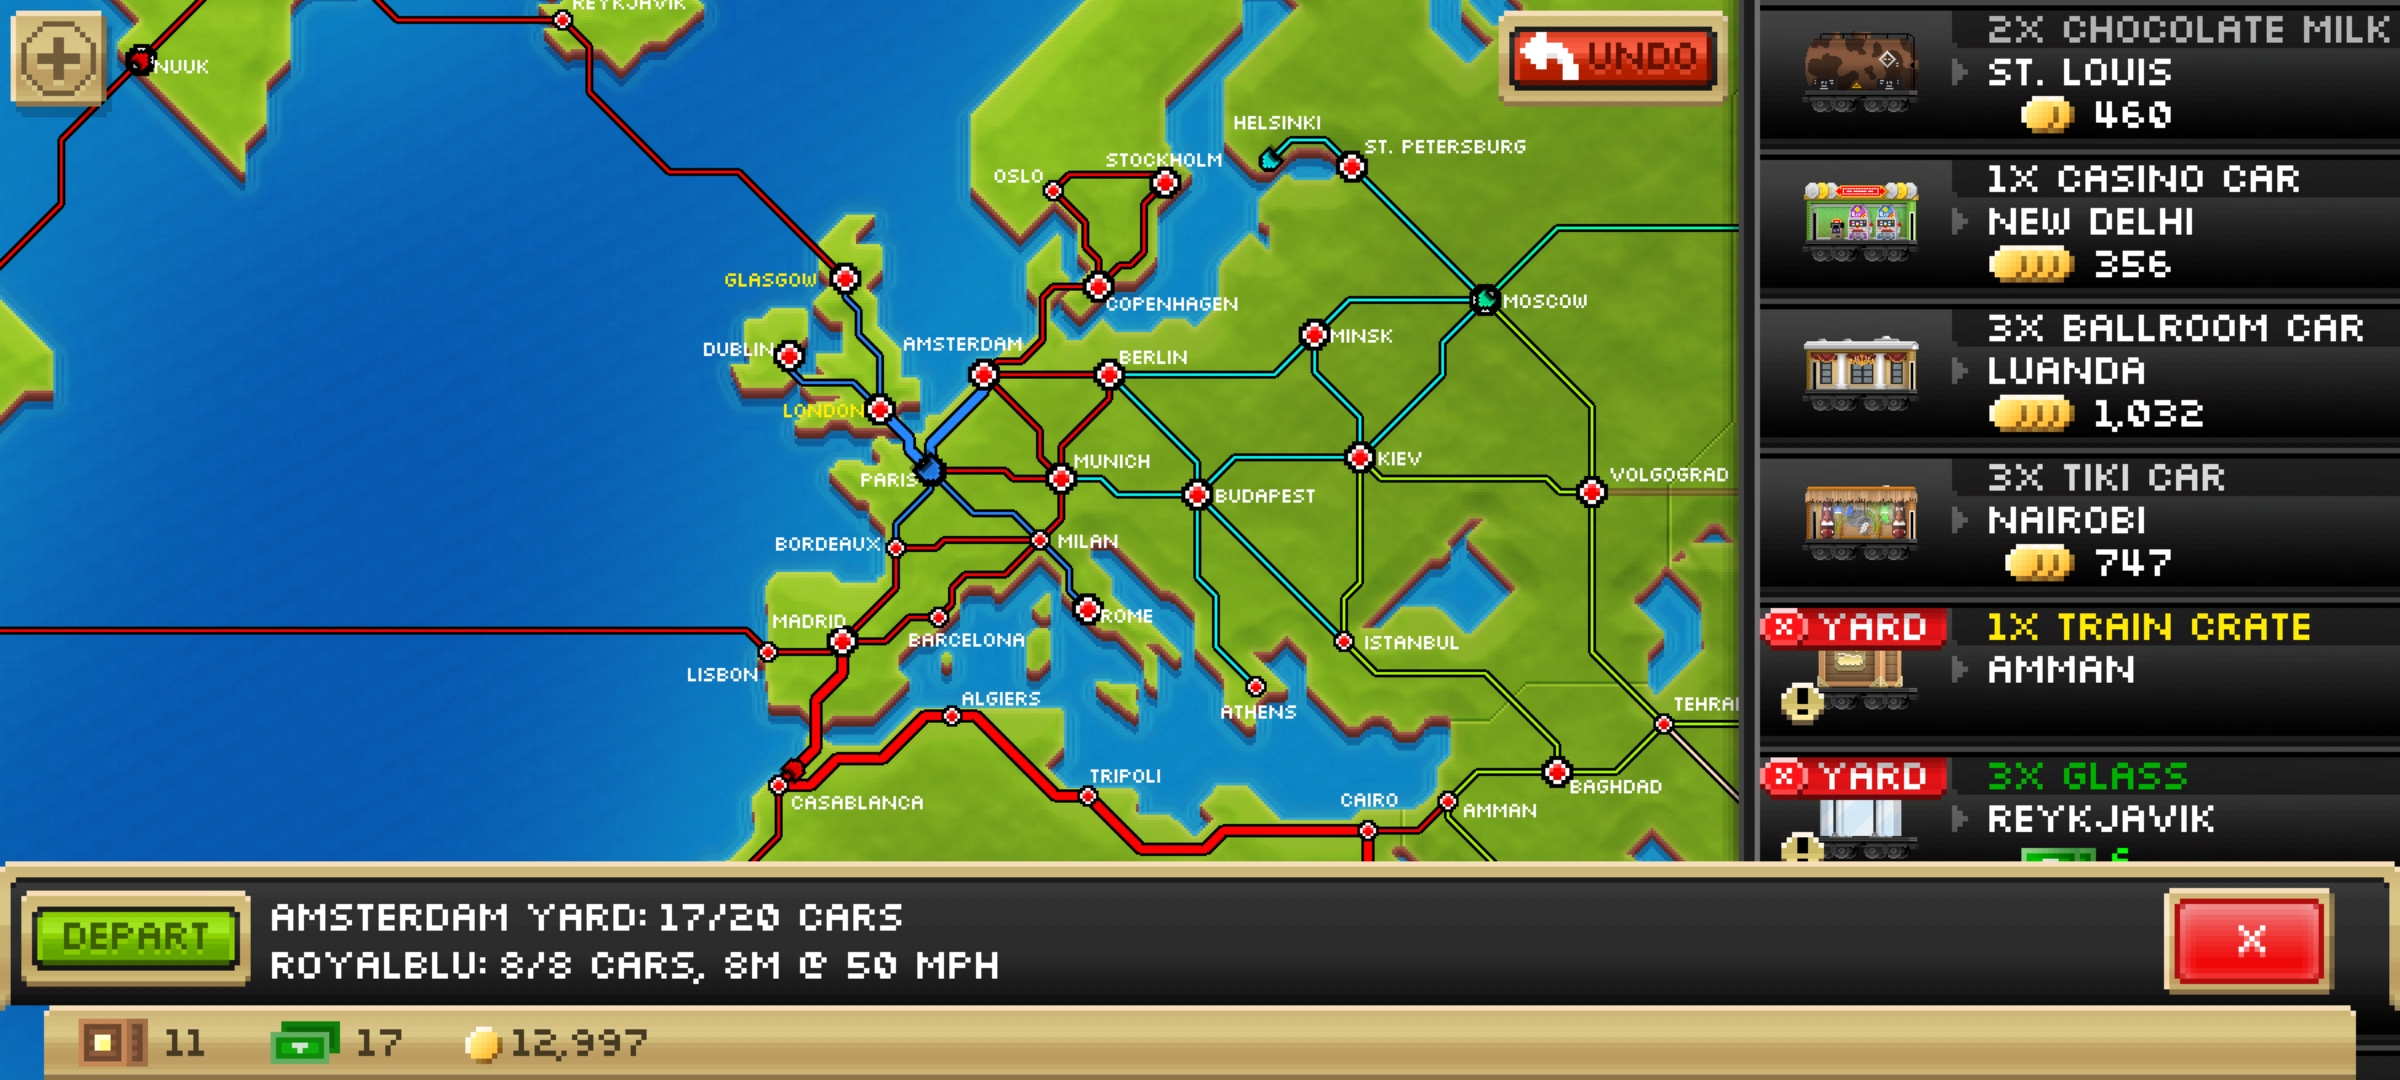 REYKJAVIK
NUUK
UNDO
HELSINKI
ST. PETERSBURG
STOCKHOLM
OSLO
GLASGOW
COPENHAGEN
MOSCOW
MINSK
DUBLIN
AMSTERDAM
BERLIN
LONDON
MUNICH
KIEV
PARIS
BUDAPEST
VOLGOGRAD
BORDEAUX
MILAN
MADRID
ROME
BARCELONA
ISTANBUL
LISBON
ALGIERS
ATHENS
TEHRA
TRIPOLI
CASABLANCA
CAIRO
BAGHDAD
AMMAN
2X CHOCOLATE MILK
ST. LOUIS
460
1X CASINO CAR
NEW DELHI
356
3X BALLROOM CAR
LUANDA
1,032
3X TIKI CAR
NAIROBI
747
YARD
1X TRAIN CRATE
AMMAN
YARD
3X GLASS
REYKJAVIK
DEPART
AMSTERDAM YARD: 17/20 CARS
ROYALBLU: 8/8 CARS, 8M @ 50 MPH
X
11
17
12,997